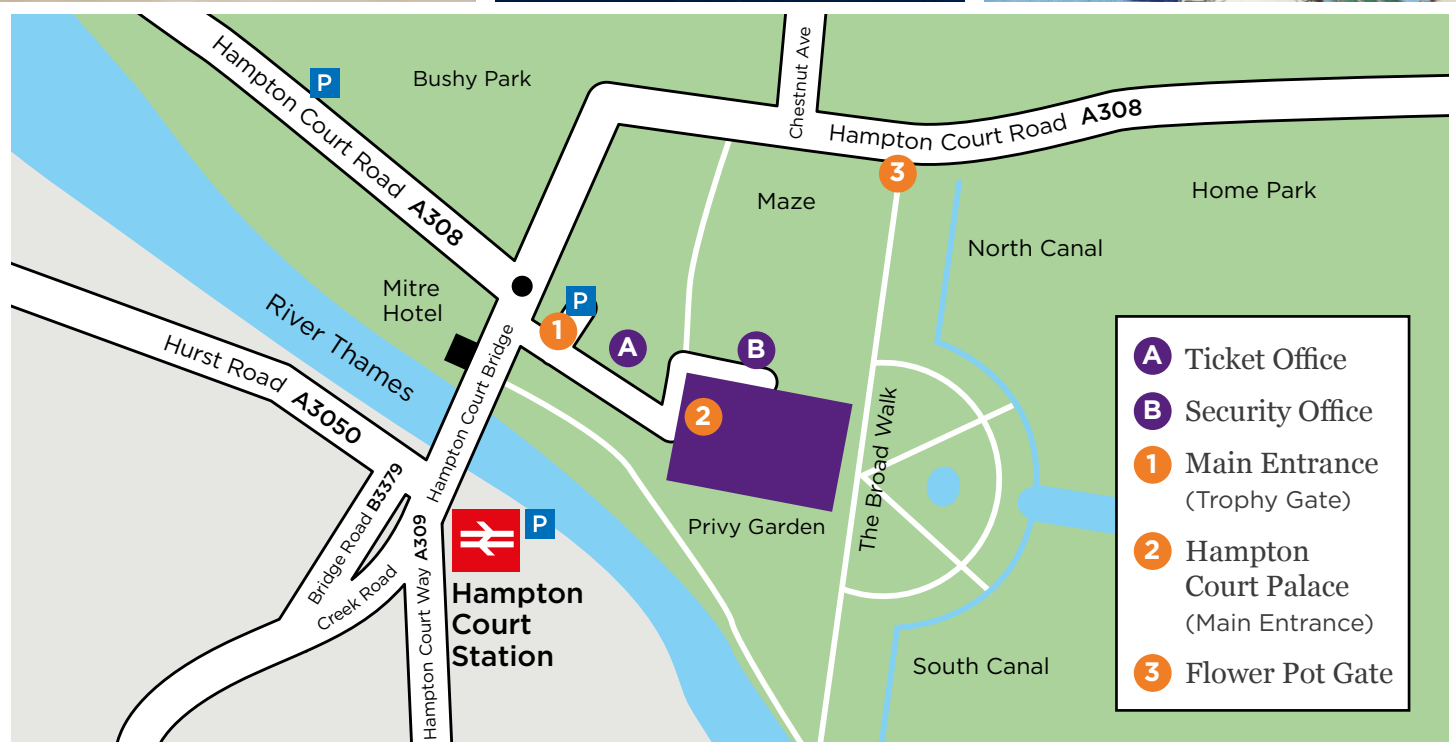 Hampton Court Road A308
P
Bushy Park
Chestnut Ave
Hampton Court Road A308
3
Maze
Home Park
North Canal
Mitre
Hotel
P
1
A
B
River Thames
Hampton Court Bridge
Hurst Road A3050
2
The Broad Walk
Privy Garden
Bridge Road B3379
Creek Road
Hampton Court Way A309
P
Hampton
Court
Station
South Canal
A Ticket Office
B Security Office
1 Main Entrance
(Trophy Gate)
2 Hampton
Court Palace
(Main Entrance)
3 Flower Pot Gate